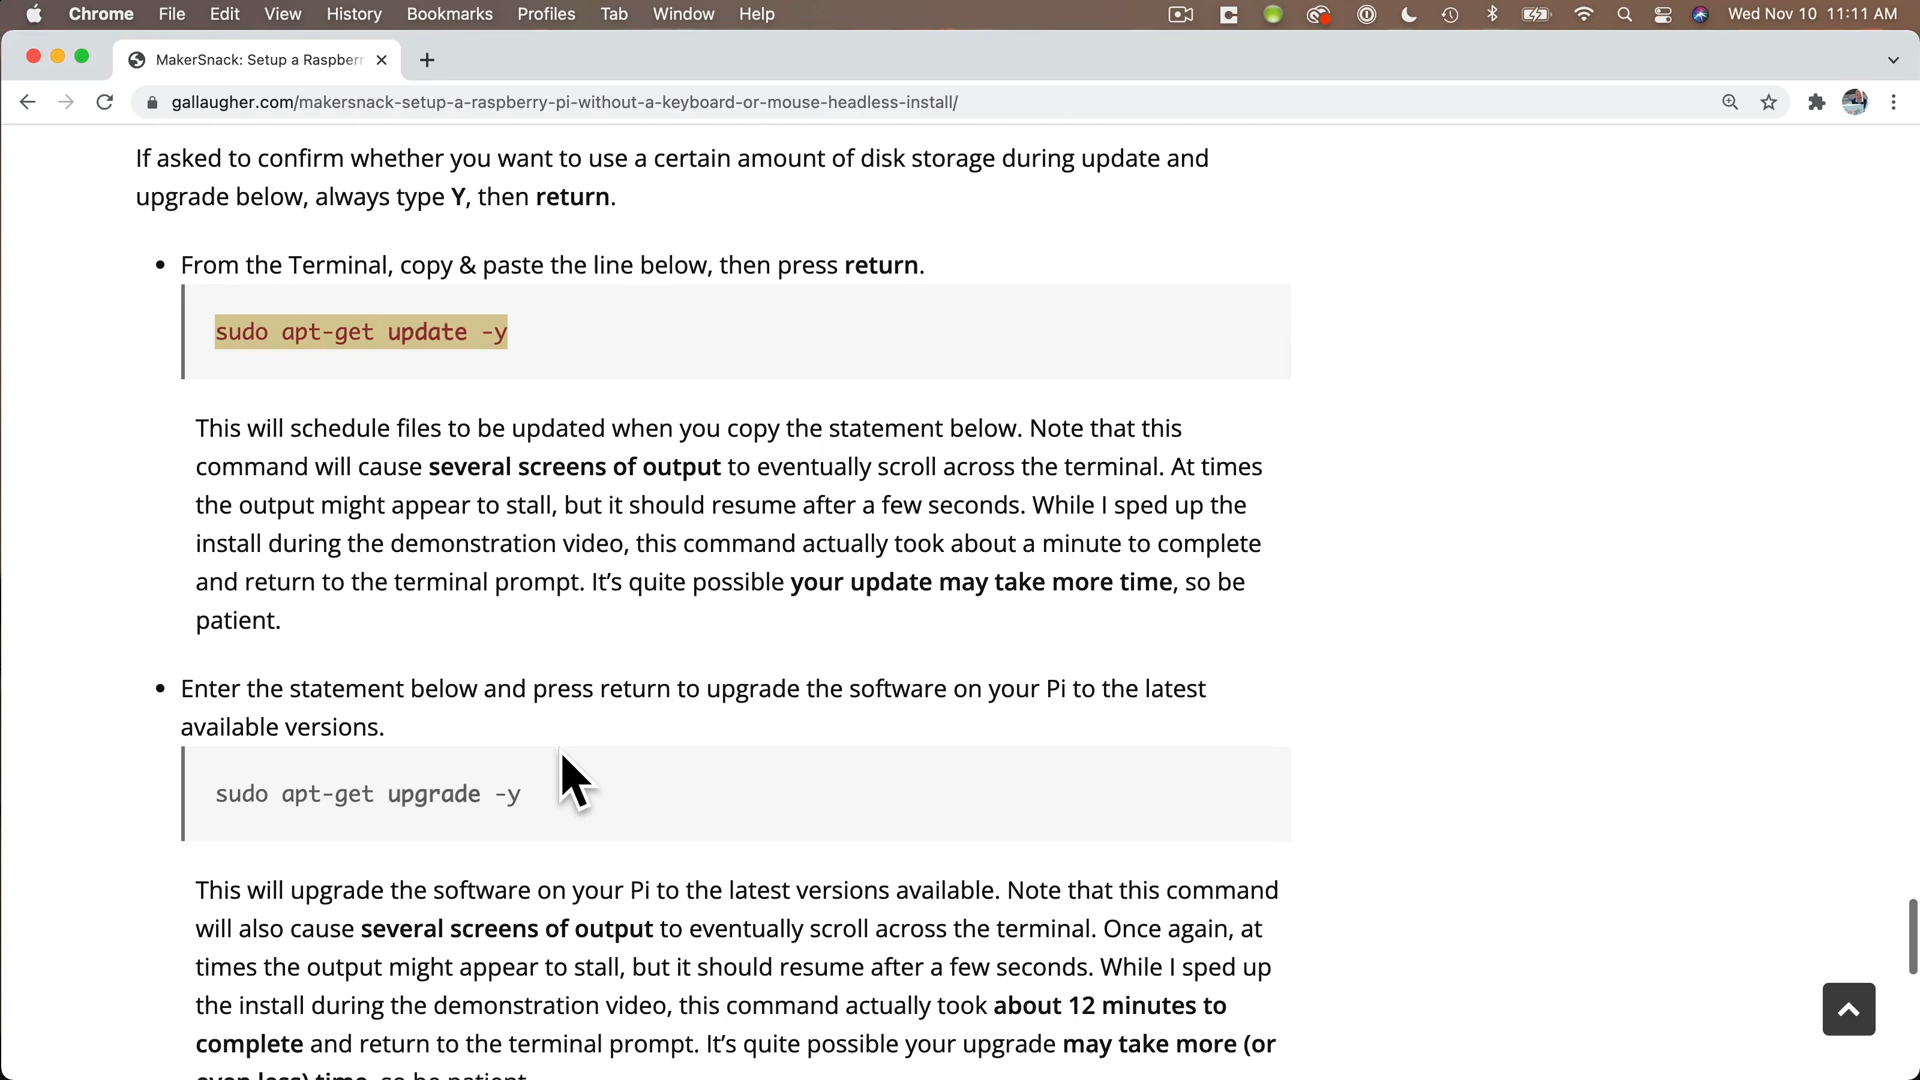 Chrome File Edit View History Bookmarks Profiles Tab Window Help Wed Nov 10 11:11 AM
MakerSnack: Setup a Raspberr
gallaugher.com/makersnack-setup-a-raspberry-pi-without-a-keyboard-or-mouse-headless-install/
If asked to confirm whether you want to use a certain amount of disk storage during update and
upgrade below, always type Y, then return.
• From the Terminal, copy & paste the line below, then press return.
sudo apt-get update -y
This will schedule files to be updated when you copy the statement below. Note that this
command will cause several screens of output to eventually scroll across the terminal. At times
the output might appear to stall, but it should resume after a few seconds. While I sped up the
install during the demonstration video, this command actually took about a minute to complete
and return to the terminal prompt. It’s quite possible your update may take more time, so be
patient.
• Enter the statement below and press return to upgrade the software on your Pi to the latest
available versions.
sudo apt-get upgrade -y
This will upgrade the software on your Pi to the latest versions available. Note that this command
will also cause several screens of output to eventually scroll across the terminal. Once again, at
times the output might appear to stall, but it should resume after a few seconds. While I sped up
the install during the demonstration video, this command actually took about 12 minutes to
complete and return to the terminal prompt. It’s quite possible your upgrade may take more (or
even less) time, so be patient